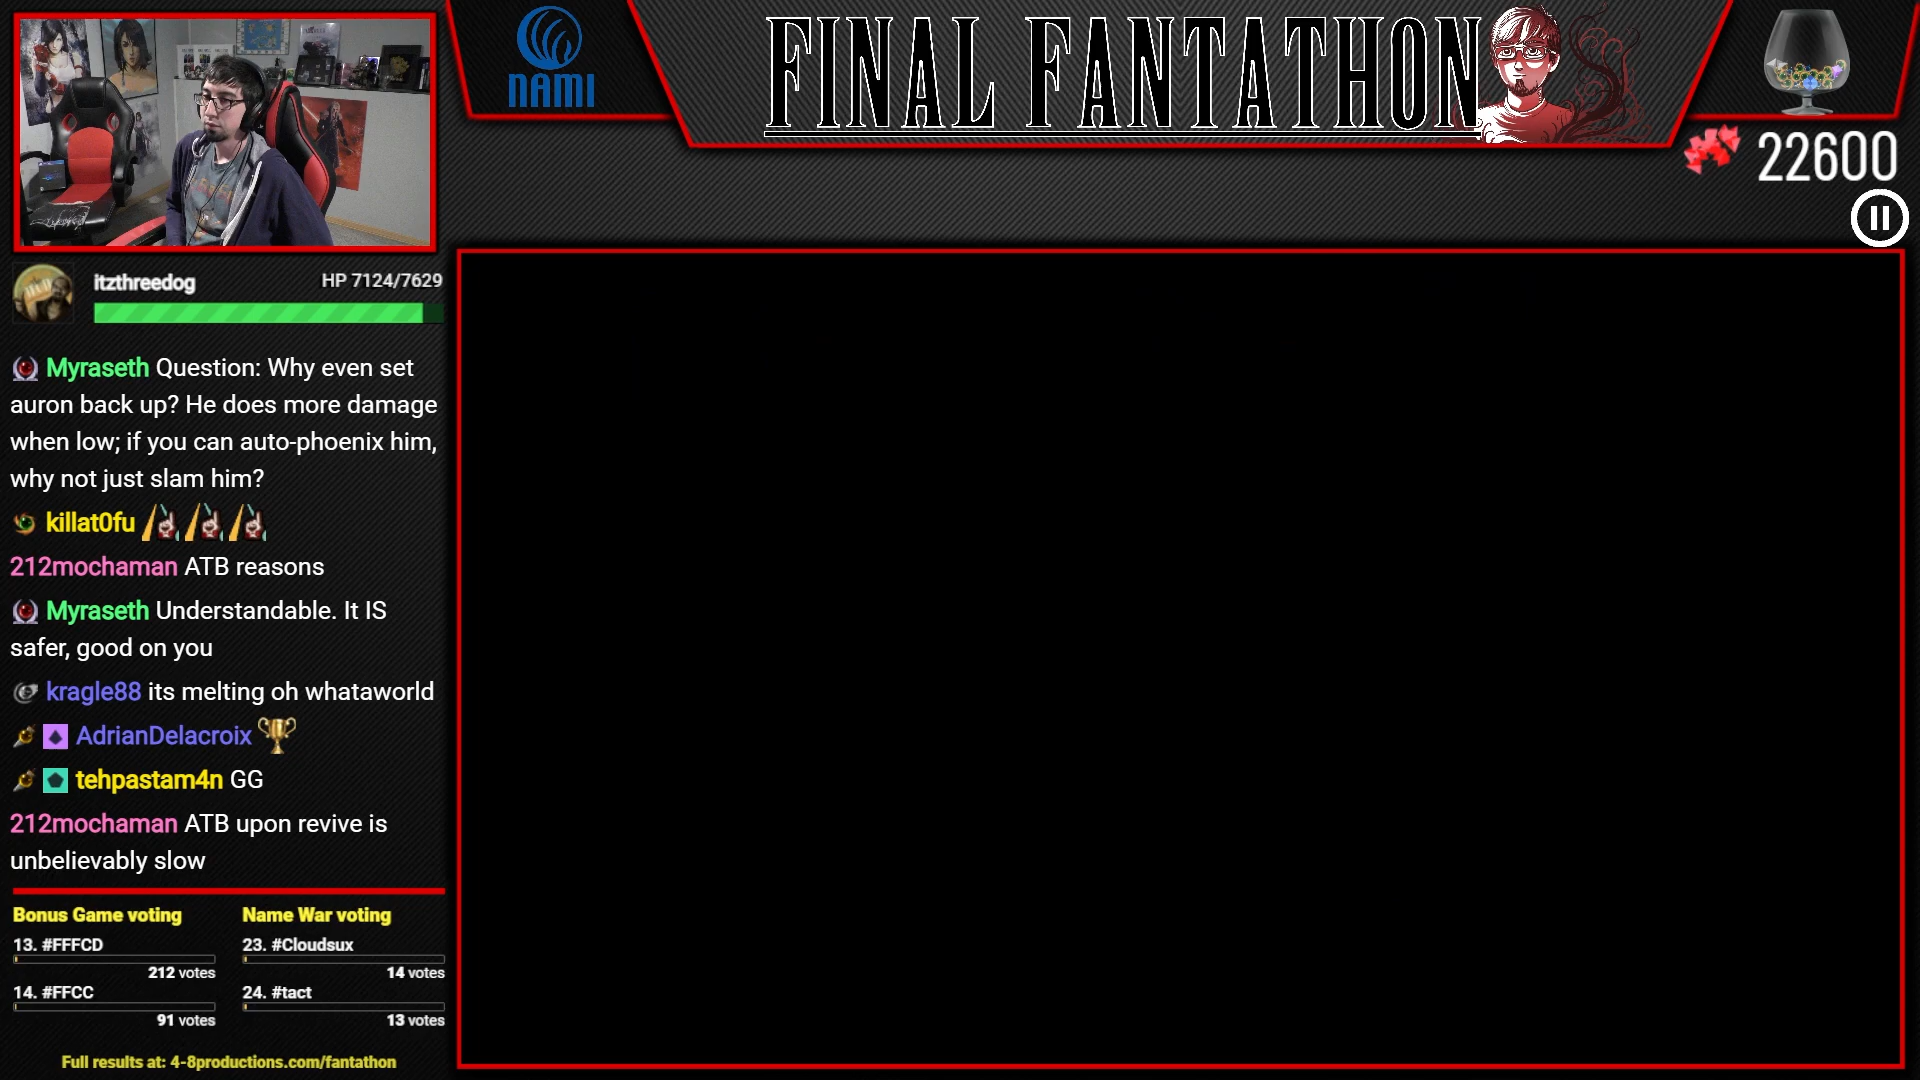 NAMI
FINAL FANTATHON
22600
itzthreedog
HP 7124/7629
Myraseth Question: Why even set
auron back up? He does more damage
when low; if you can auto-phoenix him,
why not just slam him?
killat0fu
212mochaman ATB reasons
Myraseth Understandable. It IS
safer, good on you
kragle88 its melting oh whataworld
AdrianDelacroix
tehpastam4n GG
212mochaman ATB upon revive is
unbelievably slow
Bonus Game voting
13. #FFFCD
212 votes
14. #FFCC
91 votes
Name War voting
23. #Cloudsux
14 votes
24. #tact
13 votes
Full results at: 4-8productions.com/fantathon